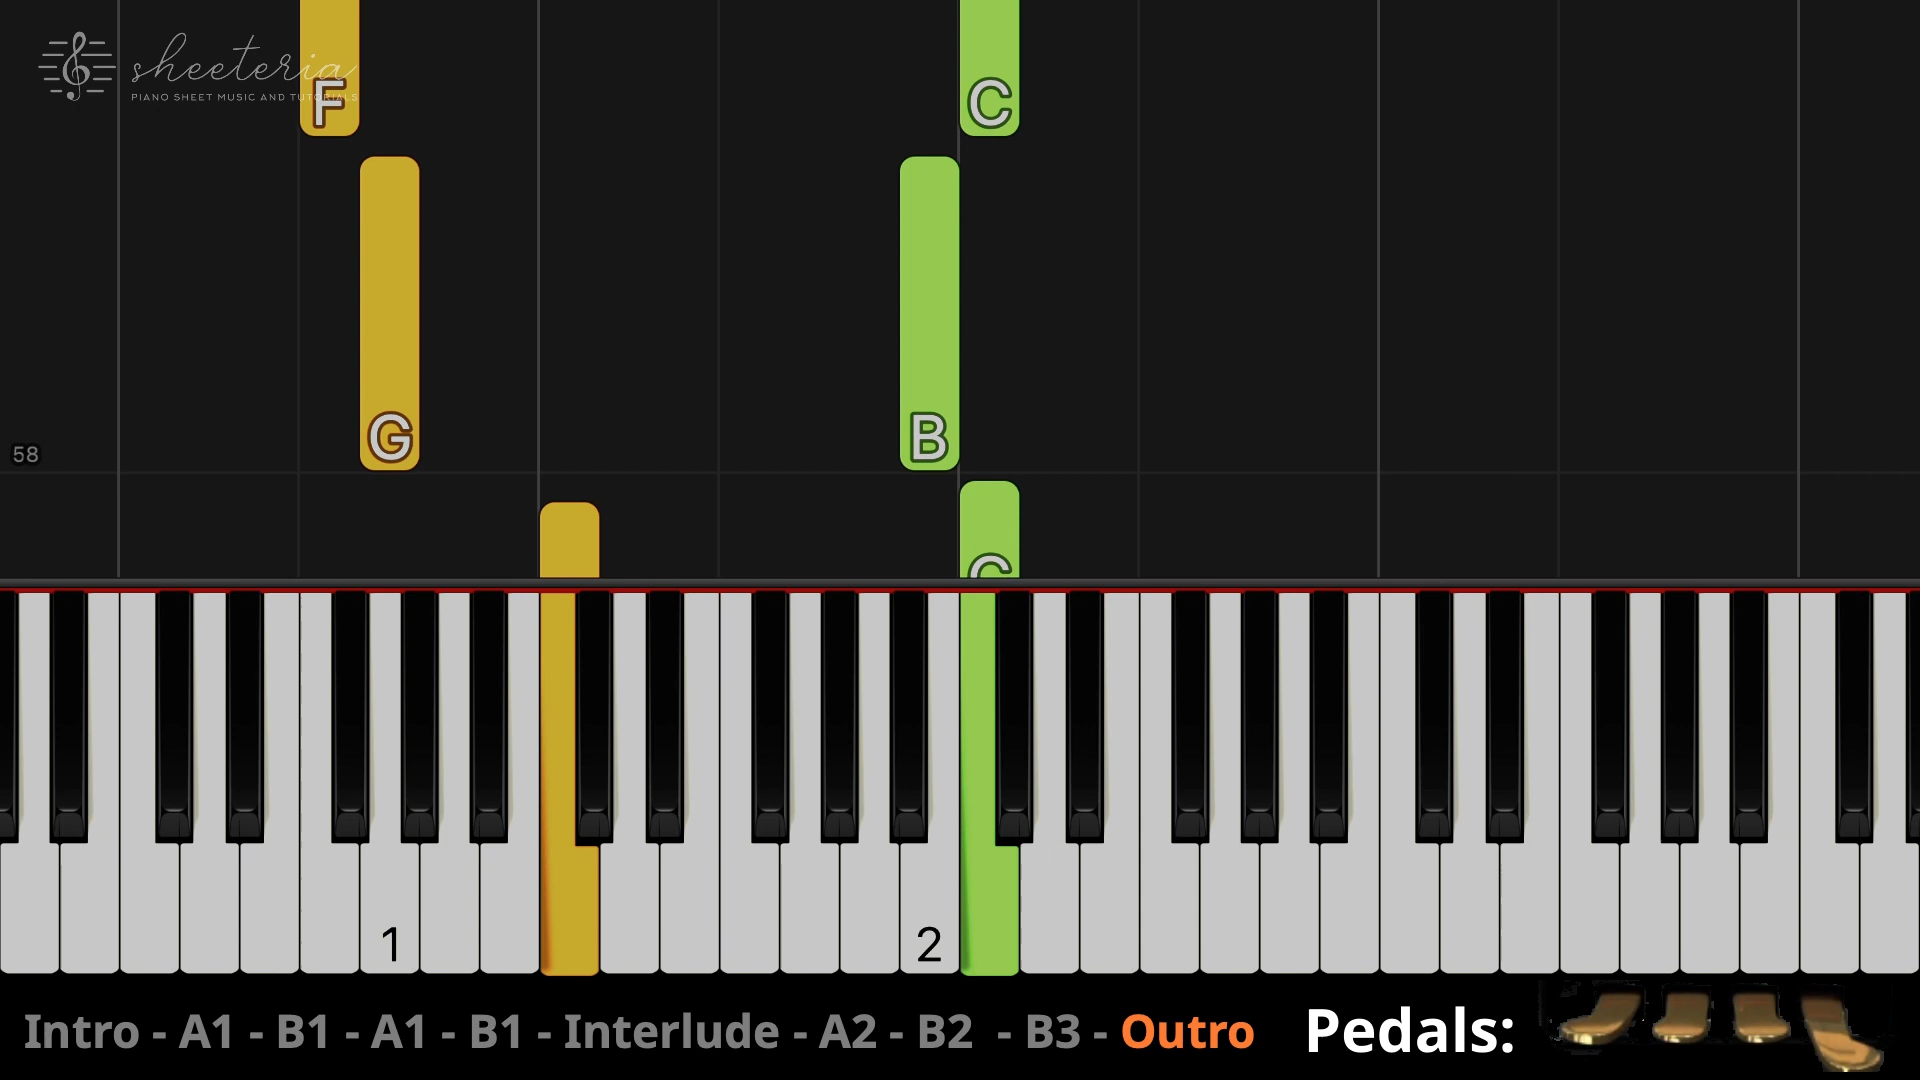 sheeteria
PIANO SHEET MUSIC AND TUTORIALS
F
C
G
B
58
C
1
2
Intro - A1 - B1 - A1 - B1 - Interlude - A2 - B2 - B3 - Outro
Pedals: